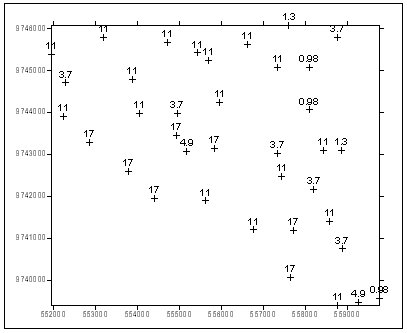 1.3
9746000
11 11 3.7
11 11 11
11 11
9745000 11 0.98
3.7 11
11 0.98
9744000 11 11 3.7
17 17
9743000 17 4.9 3.7 11 1.3
17 11
9742000 17 11 3.7
11 17 11
9741000 3.7
17
9740000
11 4.9 0.98
552000 553000 554000 555000 556000 557000 558000 559000